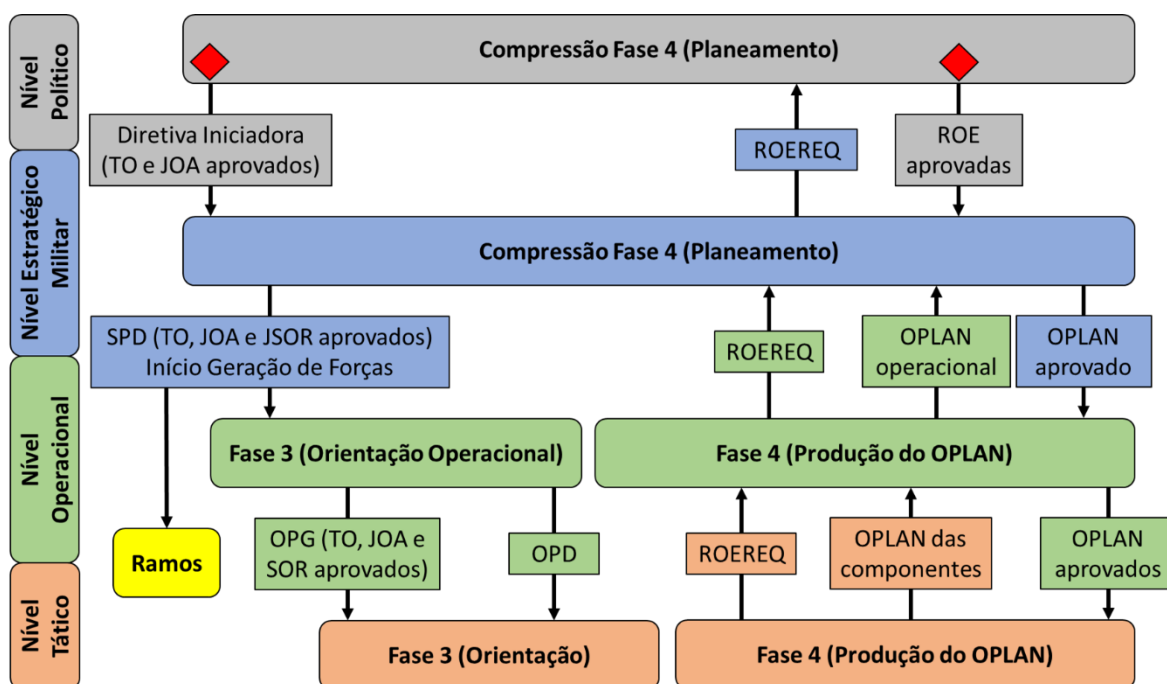 Nível
Político
Compressão Fase 4 (Planeamento)
Diretiva Iniciadora
(TO e JOA aprovados)
ROEREQ
ROE
aprovadas
Nível Estratégico
Militar
Compressão Fase 4 (Planeamento)
SPD (TO, JOA e JSOR aprovados)
Início Geração de Forças
ROEREQ
OPLAN
operacional
OPLAN
aprovado
Nível
Operacional
Fase 3 (Orientação Operacional)
Fase 4 (Produção do OPLAN)
Ramos
OPG (TO, JOA e
SOR aprovados)
OPD
ROEREQ
OPLAN das
componentes
OPLAN
aprovados
Nível
Tático
Fase 3 (Orientação)
Fase 4 (Produção do OPLAN)